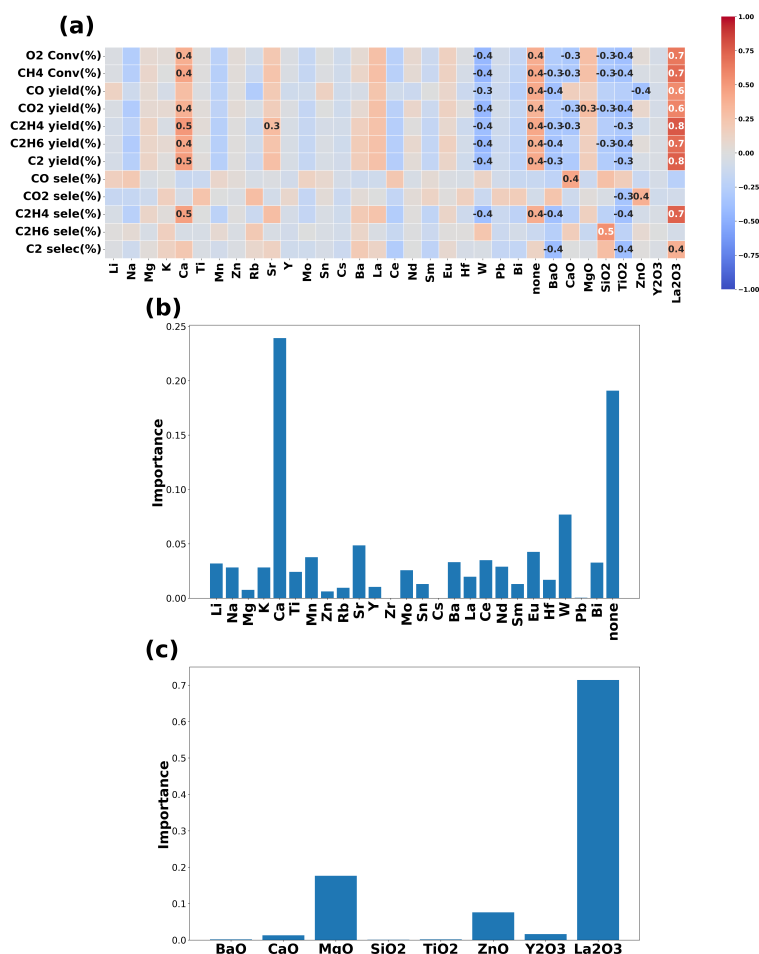 (a)
O2 Conv(%) 0.4 -0.4 0.4 -0.3 -0.3 -0.4 0.7
CH4 Conv(%) 0.4 -0.4 0.4 -0.3 -0.3 -0.3 -0.4 0.7
CO yield(%) -0.3 0.4 -0.4 -0.4 0.6
CO2 yield(%) 0.4 -0.4 0.4 -0.3 0.3 -0.3 -0.4 0.6
C2H4 yield(%) 0.5 0.3 -0.4 0.4 -0.3 -0.3 -0.3 0.8
C2H6 yield(%) 0.4 -0.4 0.4 -0.3 -0.3 -0.4 0.7
C2 yield(%) 0.5 -0.4 0.4 -0.3 -0.3 0.8
CO sele(%) 0.4
CO2 sele(%) -0.3 0.4
C2H4 sele(%) 0.5 -0.4 0.4 -0.4 -0.4 0.7
C2H6 sele(%) 0.5
C2 selec(%) -0.4 -0.4 0.4
Li Na Mg K Ca Ti Mn Zn Rb Sr Y Mo Sn Cs Ba La Ce Nd Sm Eu Hf W Pb Bi none BaO CaO MgO SiO2 TiO2 ZnO Y2O3 La2O3
1.00
0.75
0.50
0.25
0.00
−0.25
−0.50
−0.75
−1.00
(b)
Importance
0.25
0.20
0.15
0.10
0.05
0.00
Li Na Mg K Ca Ti Mn Zn Rb Sr Y Zr Mo Sn Cs Ba La Ce Nd Sm Eu Hf W Pb Bi none
(c)
Importance
0.7
0.6
0.5
0.4
0.3
0.2
0.1
0.0
BaO CaO MgO SiO2 TiO2 ZnO Y2O3 La2O3